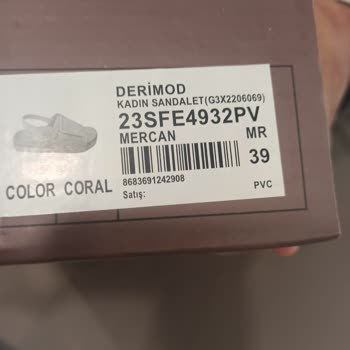 DERİMOD
KADIN SANDALET(G3X2206069)
23SFE4932PV
MERCAN MR
39
COLOR CORAL
8683691242908
Satış:
PVC